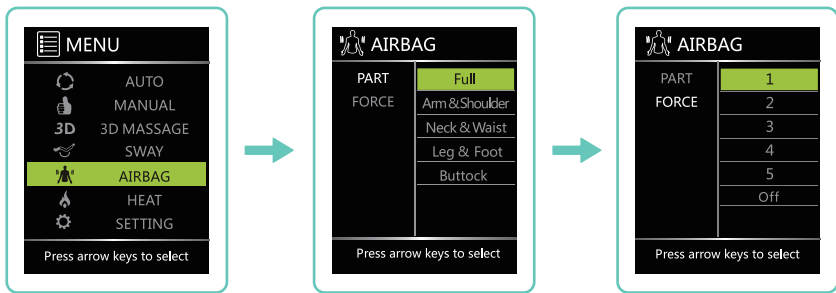 MENU
AUTO
MANUAL
3D 3D MASSAGE
SWAY
AIRBAG
HEAT
SETTING
Press arrow keys to select
AIRBAG
PART Full
FORCE Arm&Shoulder
Neck & Waist
Leg & Foot
Buttock
Press arrow keys to select
AIRBAG
PART 1
FORCE 2
3
4
5
Off
Press arrow keys to select